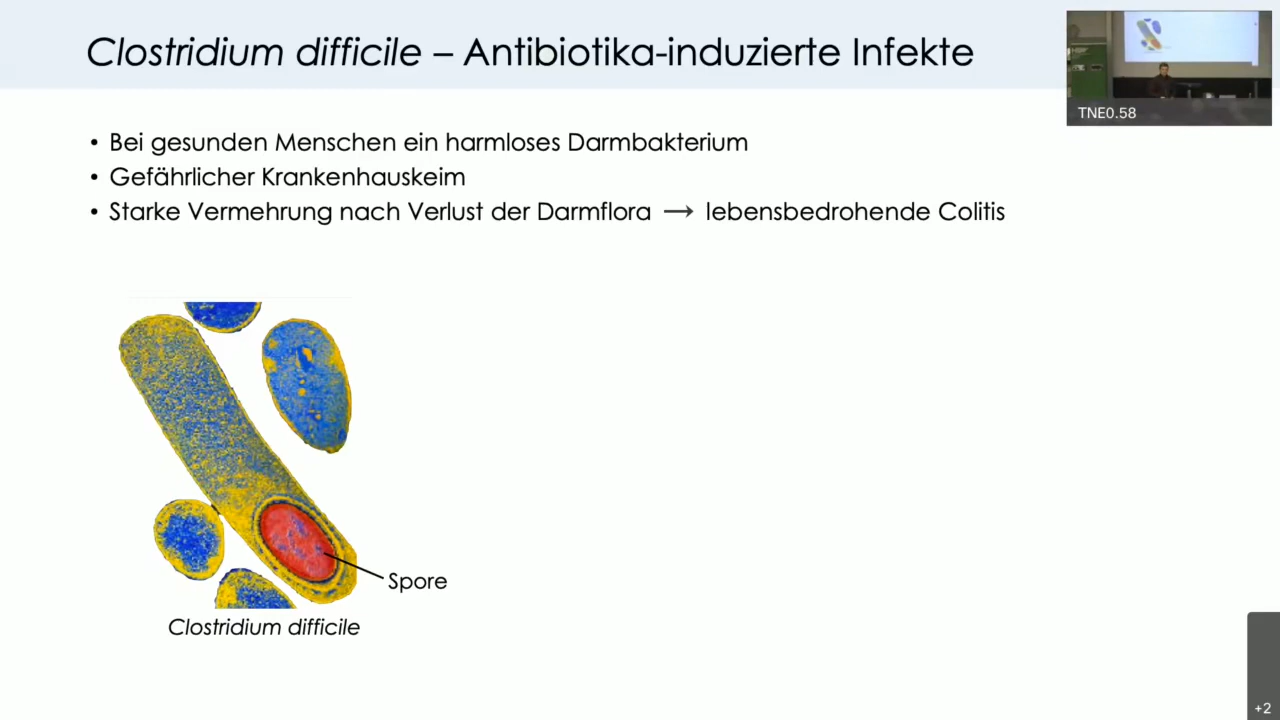 Clostridium difficile – Antibiotika-induzierte Infekte
TNE0.58
• Bei gesunden Menschen ein harmloses Darmbakterium
• Gefährlicher Krankenhauskeim
• Starke Vermehrung nach Verlust der Darmflora → lebensbedrohende Colitis
Spore
Clostridium difficile
+2